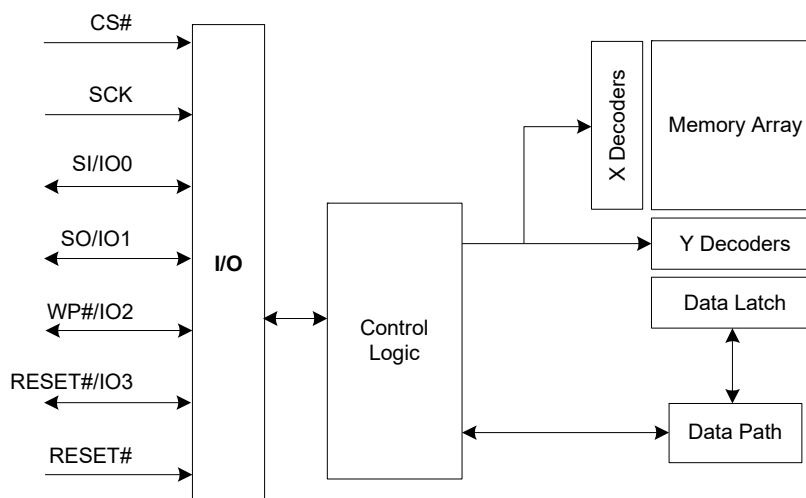 CS#
SCK
SI/IO0
SO/IO1
WP#/IO2
RESET#/IO3
RESET#
I/O
Control
Logic
X Decoders
Memory Array
Y Decoders
Data Latch
Data Path